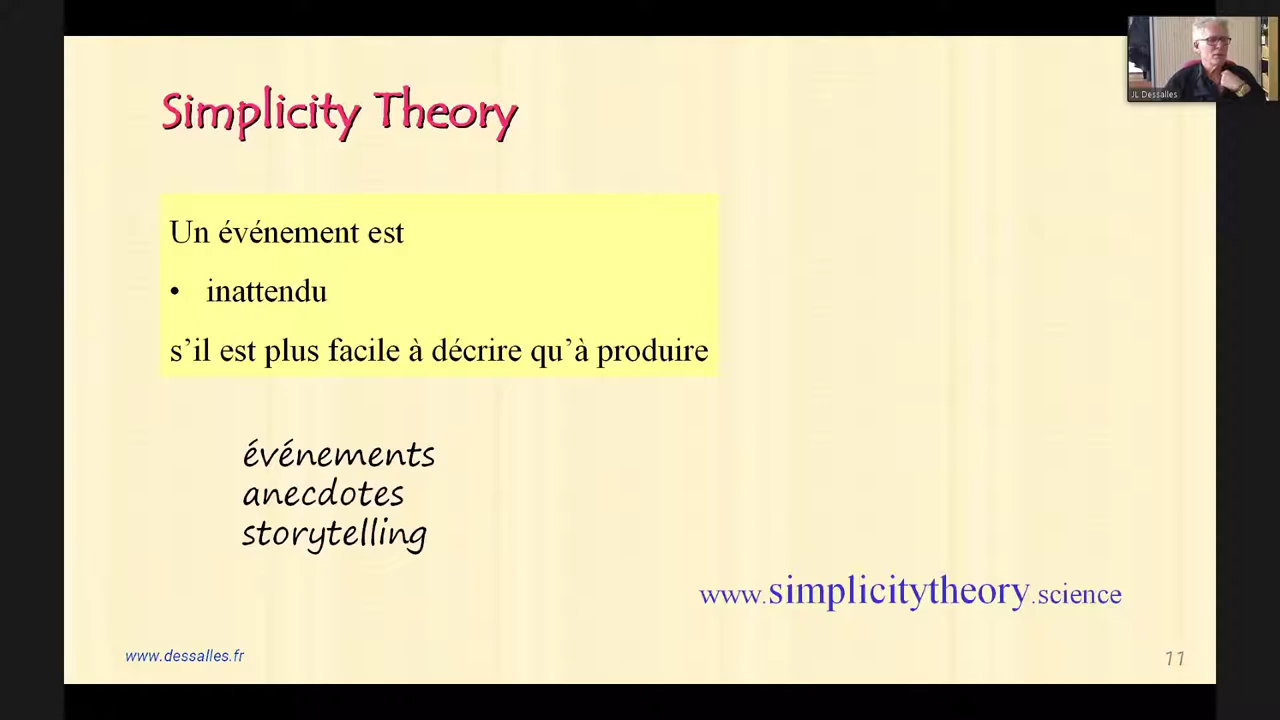 Simplicity Theory
Un événement est
• inattendu
s’il est plus facile à décrire qu’à produire
événements
anecdotes
storytelling
www.simplicitytheory.science
www.dessalles.fr
11
JL Dessalles